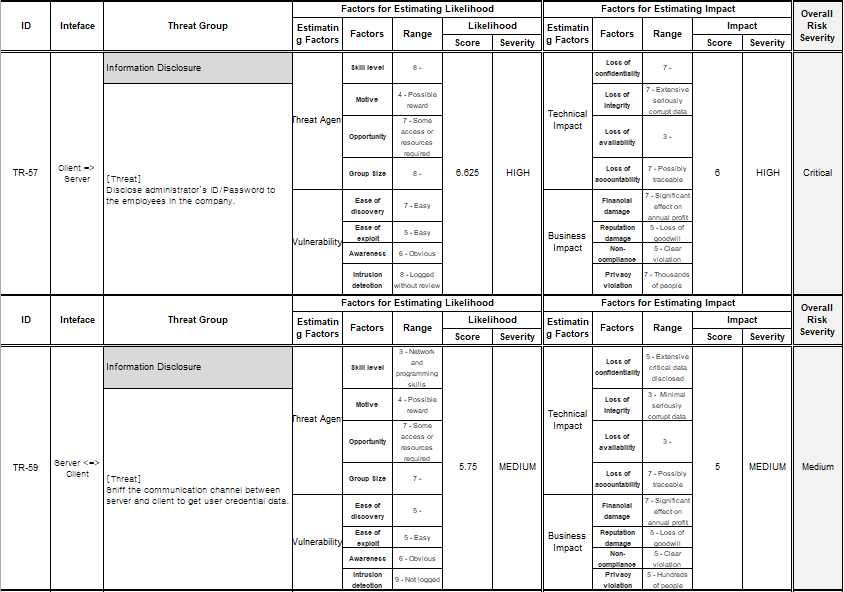 ID
Inteface
Threat Group
Factors for Estimating Likelihood
Factors for Estimating Impact
Overall
Risk
Severity
Estimatin
g Factors
Factors
Range
Likelihood
Score
Severity
Estimatin
g Factors
Factors
Range
Impact
Score
Severity
TR-57
Client =>
Server
Information Disclosure
[Threat]
Disclose administrator's ID/Password to
the employees in the company.
Threat Agen
Skill level
8 -
Motive
4 - Possible
reward
Opportunity
7 - Some
access or
resources
required
Group Size
8 -
Vulnerability
Ease of
discovery
7 - Easy
Ease of
exploit
5 - Easy
Awareness
6 - Obvious
Intrusion
detection
8 - Logged
without review
6.625
HIGH
Technical
Impact
Loss of
confidentiality
7 -
Loss of
integrity
7 - Extensive
seriously
corrupt data
Loss of
availability
3 -
Loss of
accountability
7 - Possibly
traceable
Business
Impact
Financial
damage
7 - Significant
effect on
annual profit
Reputation
damage
5 - Loss of
goodwill
Non-
compliance
5 - Clear
violation
Privacy
violation
7 - Thousands
of people
6
HIGH
Critical
ID
Inteface
Threat Group
Factors for Estimating Likelihood
Factors for Estimating Impact
Overall
Risk
Severity
Estimatin
g Factors
Factors
Range
Likelihood
Score
Severity
Estimatin
g Factors
Factors
Range
Impact
Score
Severity
TR-59
Server <=>
Client
Information Disclosure
[Threat]
Sniff the communication channel between
server and client to get user credential data.
Threat Agen
Skill level
3 - Network
and
programming
skills
Motive
4 - Possible
reward
Opportunity
7 - Some
access or
resources
required
Group Size
7 -
Vulnerability
Ease of
discovery
5 -
Ease of
exploit
5 - Easy
Awareness
6 - Obvious
Intrusion
detection
9 - Not logged
5.75
MEDIUM
Technical
Impact
Loss of
confidentiality
5 - Extensive
critical data
disclosed
Loss of
integrity
3 - Minimal
seriously
corrupt data
Loss of
availability
3 -
Loss of
accountability
7 - Possibly
traceable
Business
Impact
Financial
damage
7 - Significant
effect on
annual profit
Reputation
damage
5 - Loss of
goodwill
Non-
compliance
5 - Clear
violation
Privacy
violation
5 - Hundreds
of people
5
MEDIUM
Medium